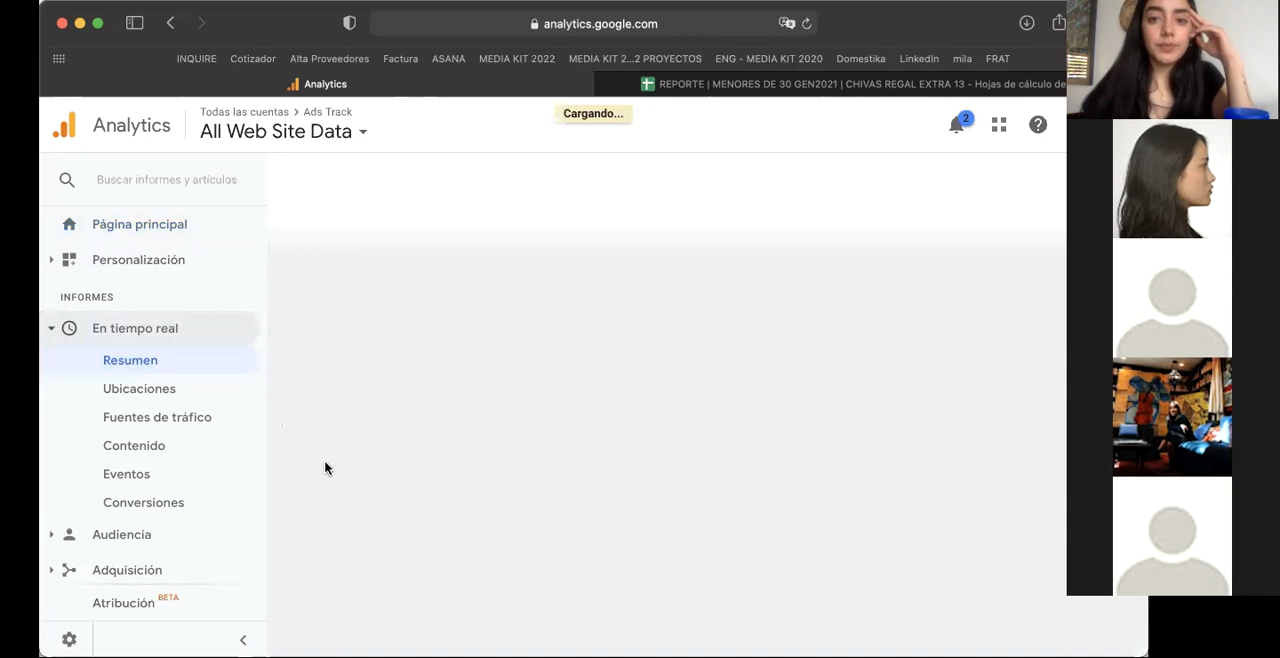 analytics.google.com
INQUIRE Cotizador Alta Proveedores Factura ASANA MEDIA KIT 2022 MEDIA KIT 2...2 PROYECTOS ENG - MEDIA KIT 2020 Domestika LinkedIn mila FRAT
Analytics
REPORTE | MENORES DE 30 GEN2021 | CHIVAS REGAL EXTRA 13 - Hojas de cálculo de
Analytics
Todas las cuentas > Ads Track
All Web Site Data
Cargando...
2
Buscar informes y artículos
Página principal
Personalización
INFORMES
En tiempo real
Resumen
Ubicaciones
Fuentes de tráfico
Contenido
Eventos
Conversiones
Audiencia
Adquisición
Atribución BETA